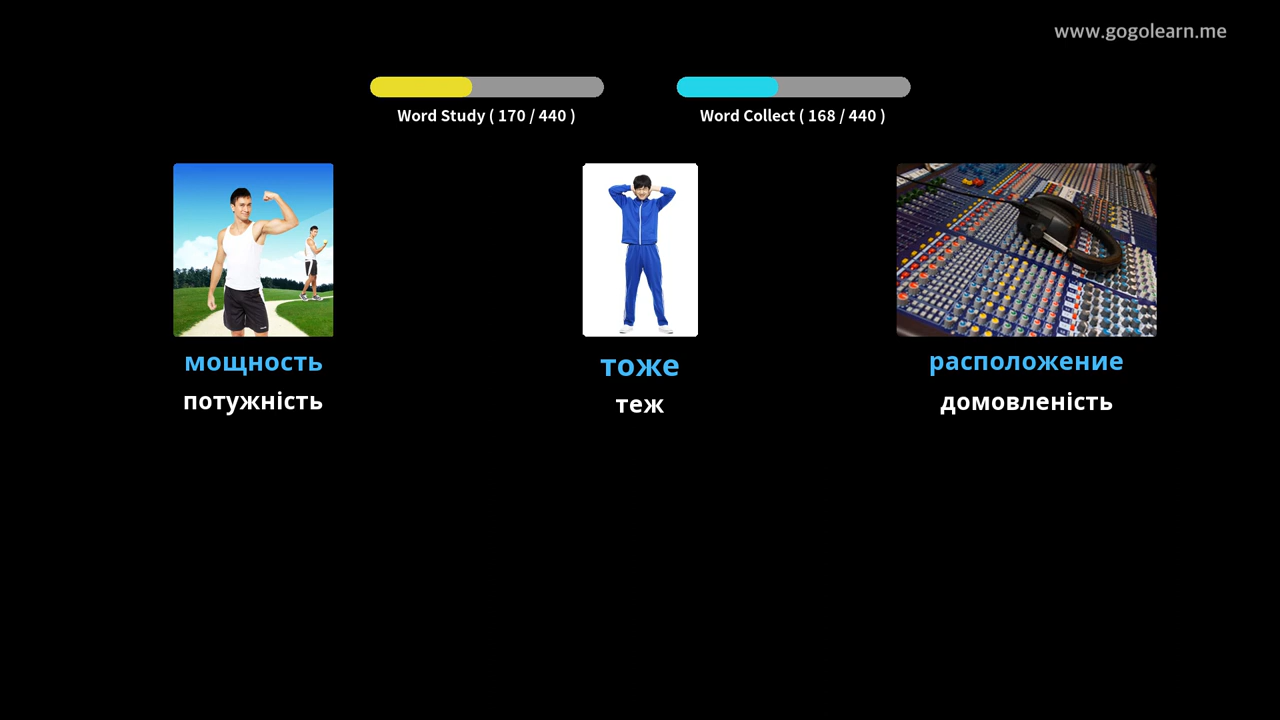 www.gogolearn.me
Word Study ( 170 / 440 )
Word Collect ( 168 / 440 )
мощность
потужність
тоже
теж
расположение
домовленість